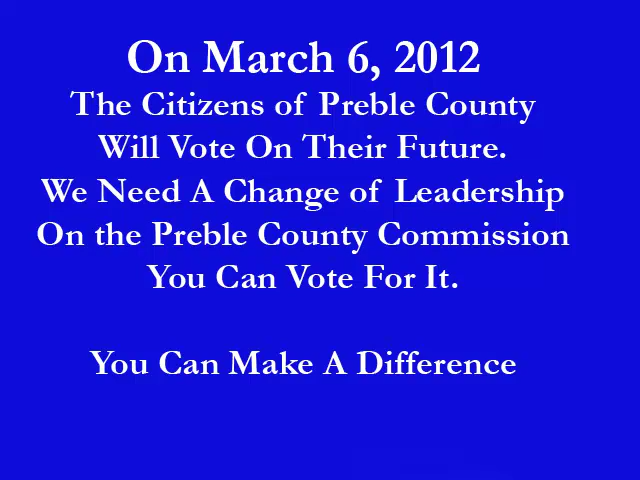 On March 6, 2012
The Citizens of Preble County
Will Vote On Their Future.
We Need A Change of Leadership
On the Preble County Commission
You Can Vote For It.
You Can Make A Difference